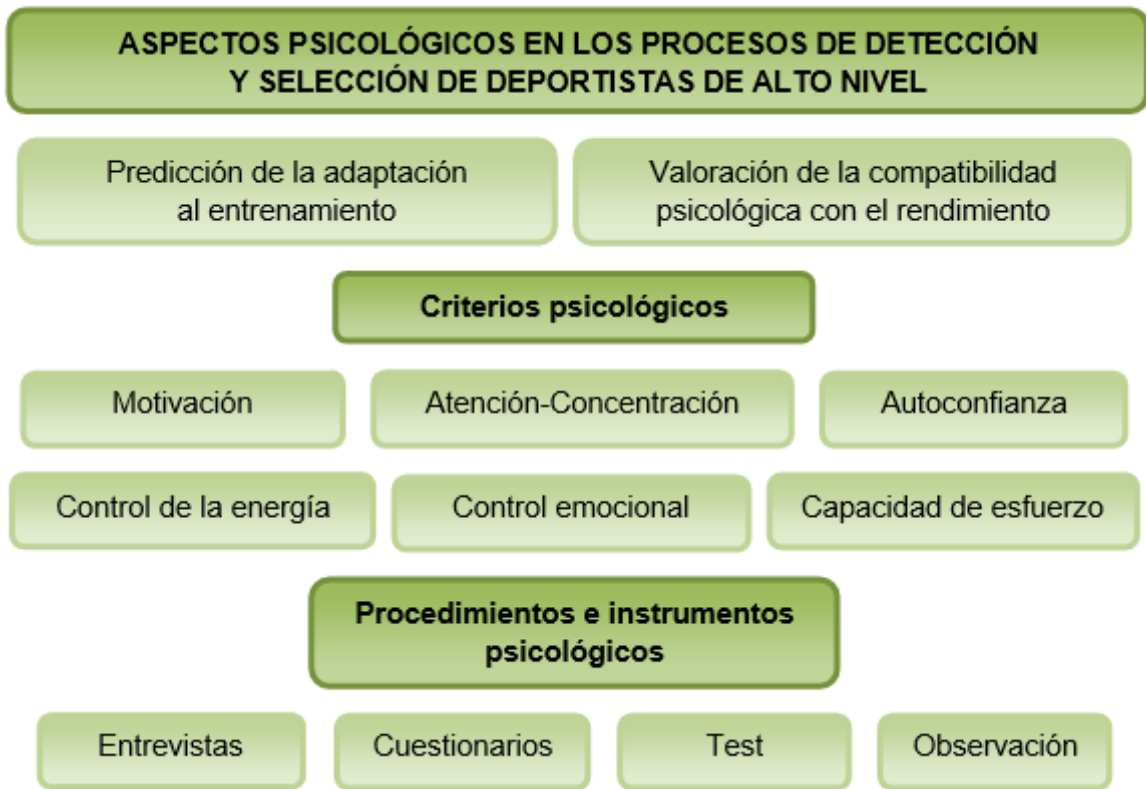 ASPECTOS PSICOLÓGICOS EN LOS PROCESOS DE DETECCIÓN
Y SELECCIÓN DE DEPORTISTAS DE ALTO NIVEL
Predicción de la adaptación
al entrenamiento
Valoración de la compatibilidad
psicológica con el rendimiento
Criterios psicológicos
Motivación
Atención-Concentración
Autoconfianza
Control de la energía
Control emocional
Capacidad de esfuerzo
Procedimientos e instrumentos
psicológicos
Entrevistas
Cuestionarios
Test
Observación